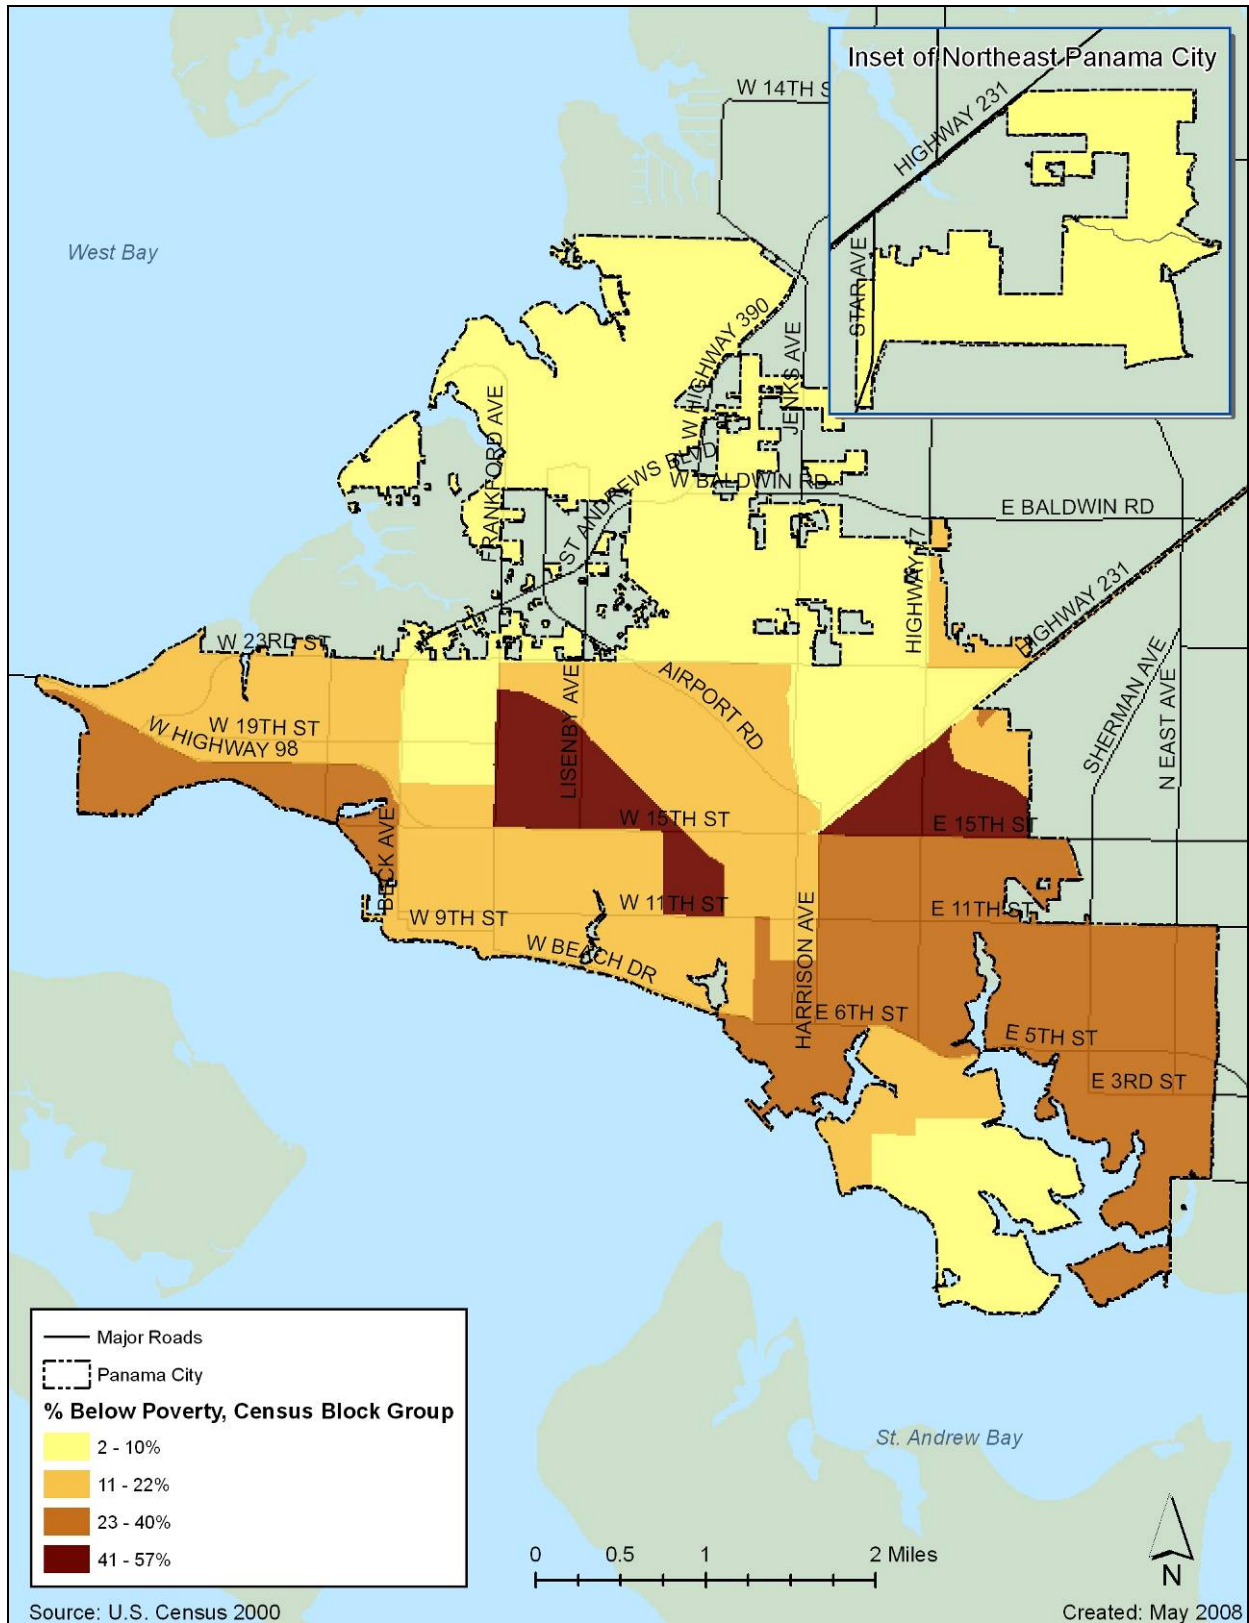 Inset of Northeast Panama City
HIGHWAY 231
STAR AVE
W 14TH S
West Bay
W HIGHWAY 390
JENKS AVE
FRANKFORD AVE
ST ANDREWS BLVD
W BALDWIN RD
E BALDWIN RD
HIGHWAY 77
HIGHWAY 231
W 23RD ST
AIRPORT RD
SHERMAN AVE
N EAST AVE
W 19TH ST
W HIGHWAY 98
LISENBY AVE
W 15TH ST
E 15TH ST
BECK AVE
W 11TH ST
E 11TH ST
W 9TH ST
W BEACH DR
HARRISON AVE
E 6TH ST
E 5TH ST
E 3RD ST
St. Andrew Bay
Major Roads
Panama City
% Below Poverty, Census Block Group
2 - 10%
11 - 22%
23 - 40%
41 - 57%
0 0.5 1 2 Miles
N
Source: U.S. Census 2000
Created: May 2008